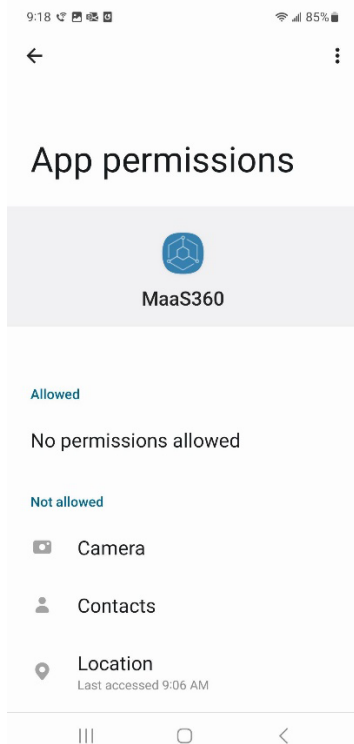 9:18 85%
App permissions
MaaS360
Allowed
No permissions allowed
Not allowed
Camera
Contacts
Location
Last accessed 9:06 AM